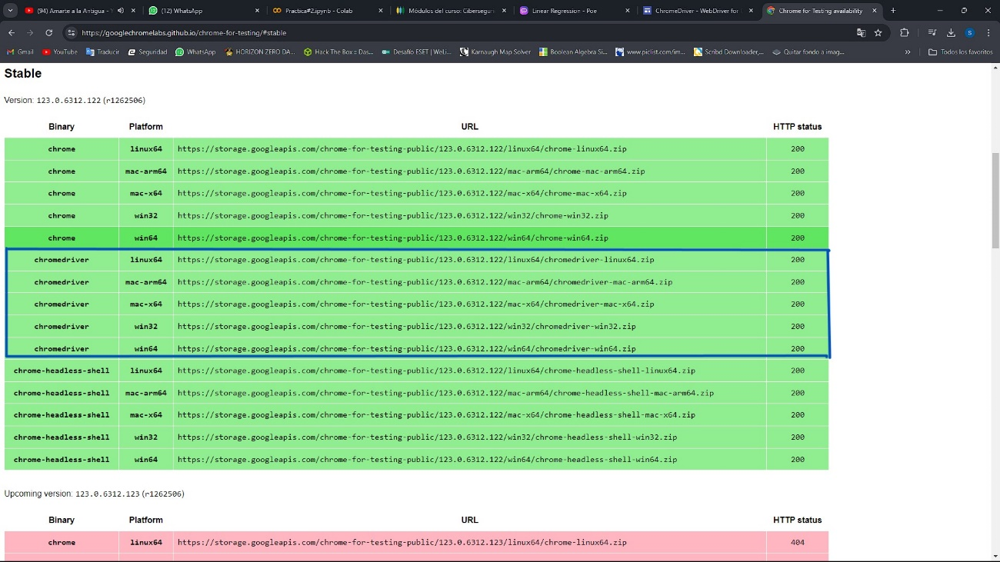 (94) Amarte a la Antigua - Y
(12) WhatsApp
Practica#2.ipynb - Colab
Módulos del curso: Cibersegurid
Linear Regression - Poe
ChromeDriver - WebDriver for
Chrome for Testing availability
https://googlechromelabs.github.io/chrome-for-testing/#stable
Gmail YouTube Traducir Seguridad WhatsApp HORIZON ZERO DA... Hack The Box :: Das... Desafío ESET | WeLi... Karnaugh Map Solver Boolean Algebra Si... www.piclist.com/im... Scribd Downloader,... Quitar fondo a imag... » Todos los favoritos
Stable
Version: 123.0.6312.122 (r1262506)
Binary Platform URL HTTP status
chrome linux64 https://storage.googleapis.com/chrome-for-testing-public/123.0.6312.122/linux64/chrome-linux64.zip 200
chrome mac-arm64 https://storage.googleapis.com/chrome-for-testing-public/123.0.6312.122/mac-arm64/chrome-mac-arm64.zip 200
chrome mac-x64 https://storage.googleapis.com/chrome-for-testing-public/123.0.6312.122/mac-x64/chrome-mac-x64.zip 200
chrome win32 https://storage.googleapis.com/chrome-for-testing-public/123.0.6312.122/win32/chrome-win32.zip 200
chrome win64 https://storage.googleapis.com/chrome-for-testing-public/123.0.6312.122/win64/chrome-win64.zip 200
chromedriver linux64 https://storage.googleapis.com/chrome-for-testing-public/123.0.6312.122/linux64/chromedriver-linux64.zip 200
chromedriver mac-arm64 https://storage.googleapis.com/chrome-for-testing-public/123.0.6312.122/mac-arm64/chromedriver-mac-arm64.zip 200
chromedriver mac-x64 https://storage.googleapis.com/chrome-for-testing-public/123.0.6312.122/mac-x64/chromedriver-mac-x64.zip 200
chromedriver win32 https://storage.googleapis.com/chrome-for-testing-public/123.0.6312.122/win32/chromedriver-win32.zip 200
chromedriver win64 https://storage.googleapis.com/chrome-for-testing-public/123.0.6312.122/win64/chromedriver-win64.zip 200
chrome-headless-shell linux64 https://storage.googleapis.com/chrome-for-testing-public/123.0.6312.122/linux64/chrome-headless-shell-linux64.zip 200
chrome-headless-shell mac-arm64 https://storage.googleapis.com/chrome-for-testing-public/123.0.6312.122/mac-arm64/chrome-headless-shell-mac-arm64.zip 200
chrome-headless-shell mac-x64 https://storage.googleapis.com/chrome-for-testing-public/123.0.6312.122/mac-x64/chrome-headless-shell-mac-x64.zip 200
chrome-headless-shell win32 https://storage.googleapis.com/chrome-for-testing-public/123.0.6312.122/win32/chrome-headless-shell-win32.zip 200
chrome-headless-shell win64 https://storage.googleapis.com/chrome-for-testing-public/123.0.6312.122/win64/chrome-headless-shell-win64.zip 200
Upcoming version: 123.0.6312.123 (r1262506)
Binary Platform URL HTTP status
chrome linux64 https://storage.googleapis.com/chrome-for-testing-public/123.0.6312.123/linux64/chrome-linux64.zip 404